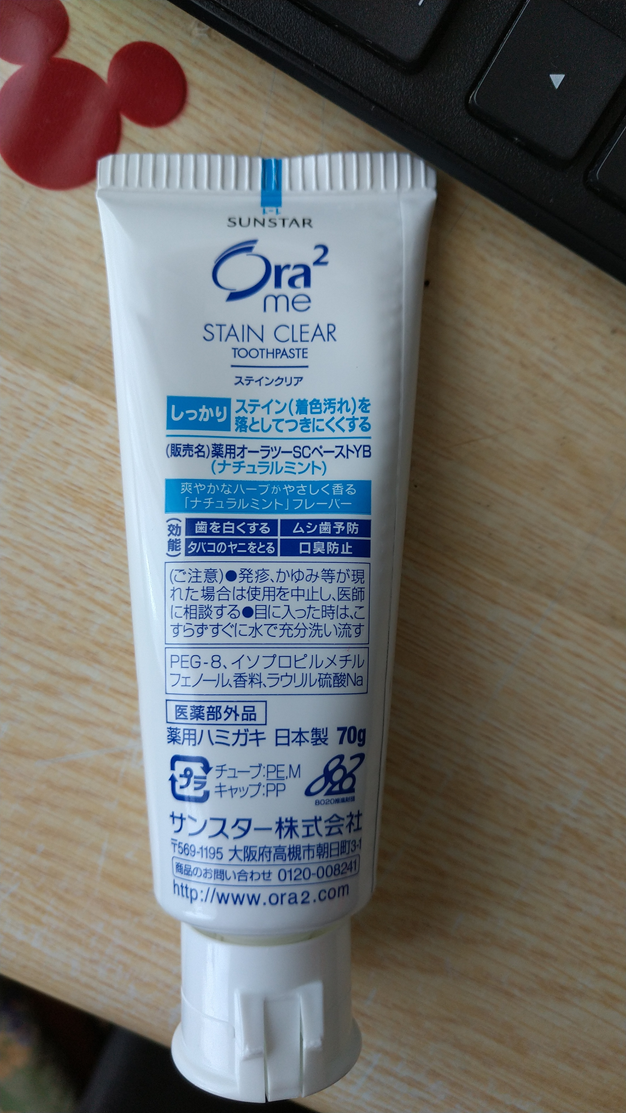 SUNSTAR
Ora²
me
STAIN CLEAR
TOOTHPASTE
ステインクリア
しっかり ステイン(着色汚れ)を
落としてつきにくくする
(販売名)薬用オーラツーSCペーストYB
(ナチュラルミント)
爽やかなハーブがやさしく香る
「ナチュラルミント」フレーバー
(効能) 歯を白くする ムシ歯予防
タバコのヤニをとる 口臭防止
(ご注意)●発疹、かゆみ等が現
れた場合は使用を中止し、医師
に相談する●目に入った時は、こ
すらずすぐに水で充分洗い流す
PEG-8、イソプロピルメチル
フェノール、香料、ラウリル硫酸Na
医薬部外品
薬用ハミガキ 日本製 70g
プラ チューブ:PE,M
キャップ:PP
8020
サンスター株式会社
〒569-1195 大阪府高槻市朝日町3-1
商品のお問い合わせ 0120-008241
http://www.ora2.com